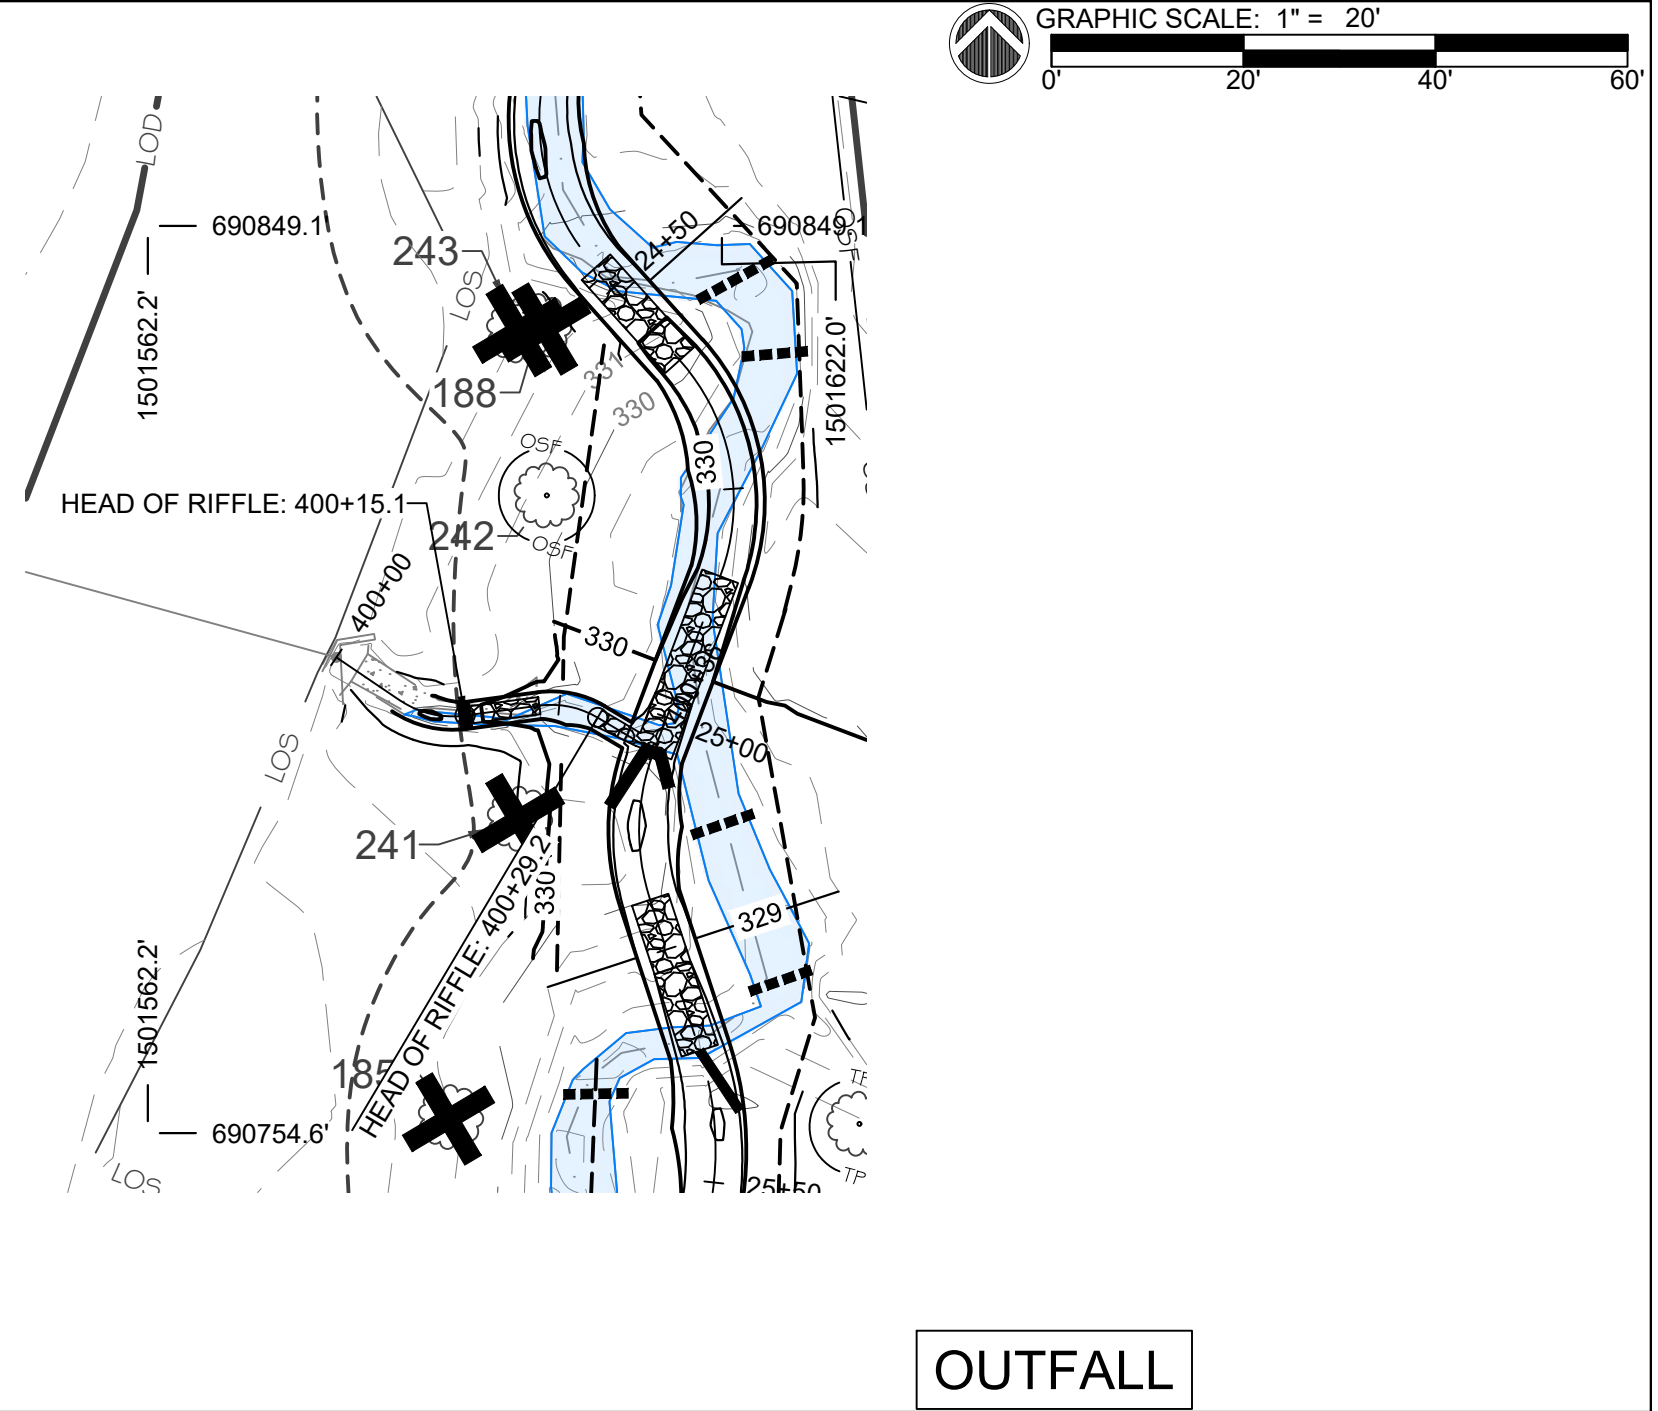 GRAPHIC SCALE: 1" = 20'
0' 20' 40' 60'
LOD
690849.1
243
LOS
24+50
690849.1
OSF
1501562.2'
188
331
330
1501622.0'
OSF
330
HEAD OF RIFFLE: 400+15.1
242
OSF
400+00
330
LOS
25+00
241
330
HEAD OF RIFFLE: 400+29.2
329
1501562.2'
185
690754.6'
TP
TP
LOS
25+50
OUTFALL